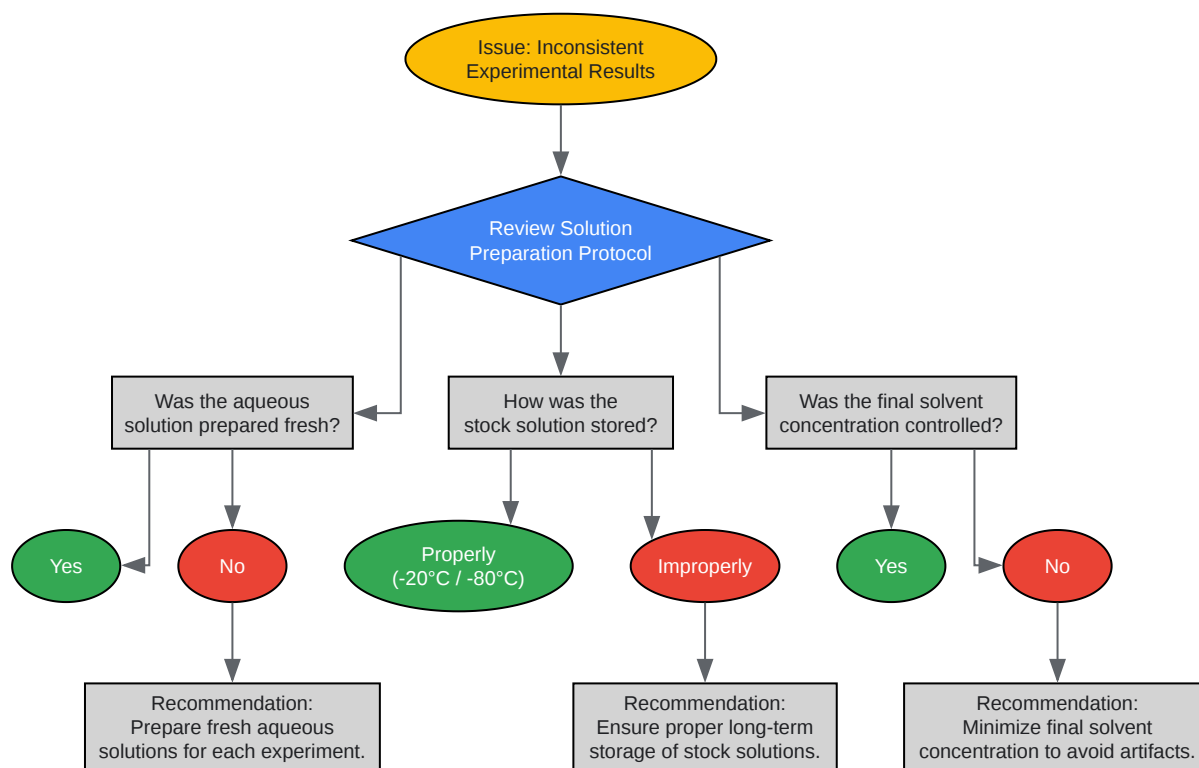 Issue: Inconsistent
Experimental Results
Review Solution
Preparation Protocol
Was the aqueous
solution prepared fresh?
How was the
stock solution stored?
Was the final solvent
concentration controlled?
Yes
No
Properly
(-20°C / -80°C)
Improperly
Yes
No
Recommendation:
Prepare fresh aqueous
solutions for each experiment.
Recommendation:
Ensure proper long-term
storage of stock solutions.
Recommendation:
Minimize final solvent
concentration to avoid artifacts.